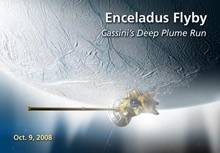 Enceladus Flyby
Cassini's Deep Plume Run
Oct. 9, 2008